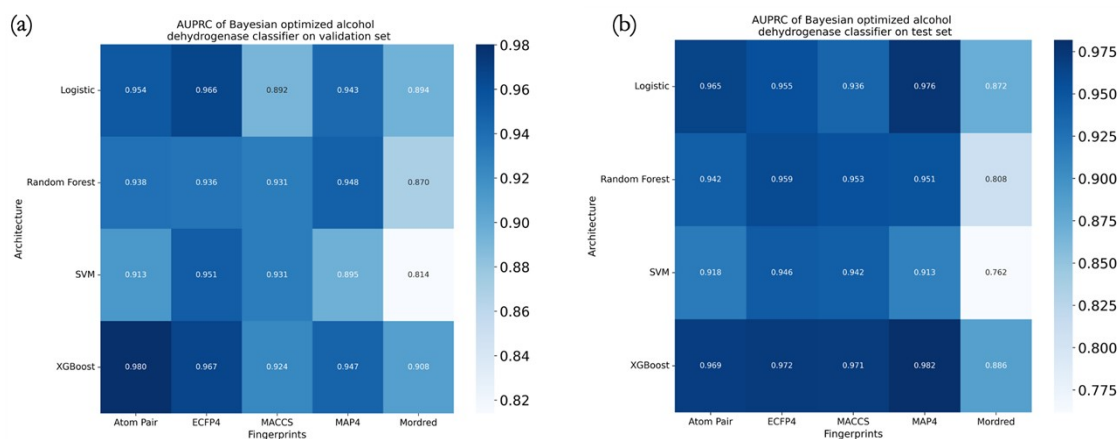 (a)
AUPRC of Bayesian optimized alcohol
dehydrogenase classifier on validation set
Architecture
Logistic 0.954 0.966 0.892 0.943 0.894
Random Forest 0.938 0.936 0.931 0.948 0.870
SVM 0.913 0.951 0.931 0.895 0.814
XGBoost 0.980 0.967 0.924 0.947 0.908
Atom Pair ECFP4 MACCS MAP4 Mordred
Fingerprints
0.98
0.96
0.94
0.92
0.90
0.88
0.86
0.84
0.82
(b)
AUPRC of Bayesian optimized alcohol
dehydrogenase classifier on test set
Architecture
Logistic 0.965 0.955 0.936 0.976 0.872
Random Forest 0.942 0.959 0.953 0.951 0.808
SVM 0.918 0.946 0.942 0.913 0.762
XGBoost 0.969 0.972 0.971 0.982 0.886
Atom Pair ECFP4 MACCS MAP4 Mordred
Fingerprints
0.975
0.950
0.925
0.900
0.875
0.850
0.825
0.800
0.775